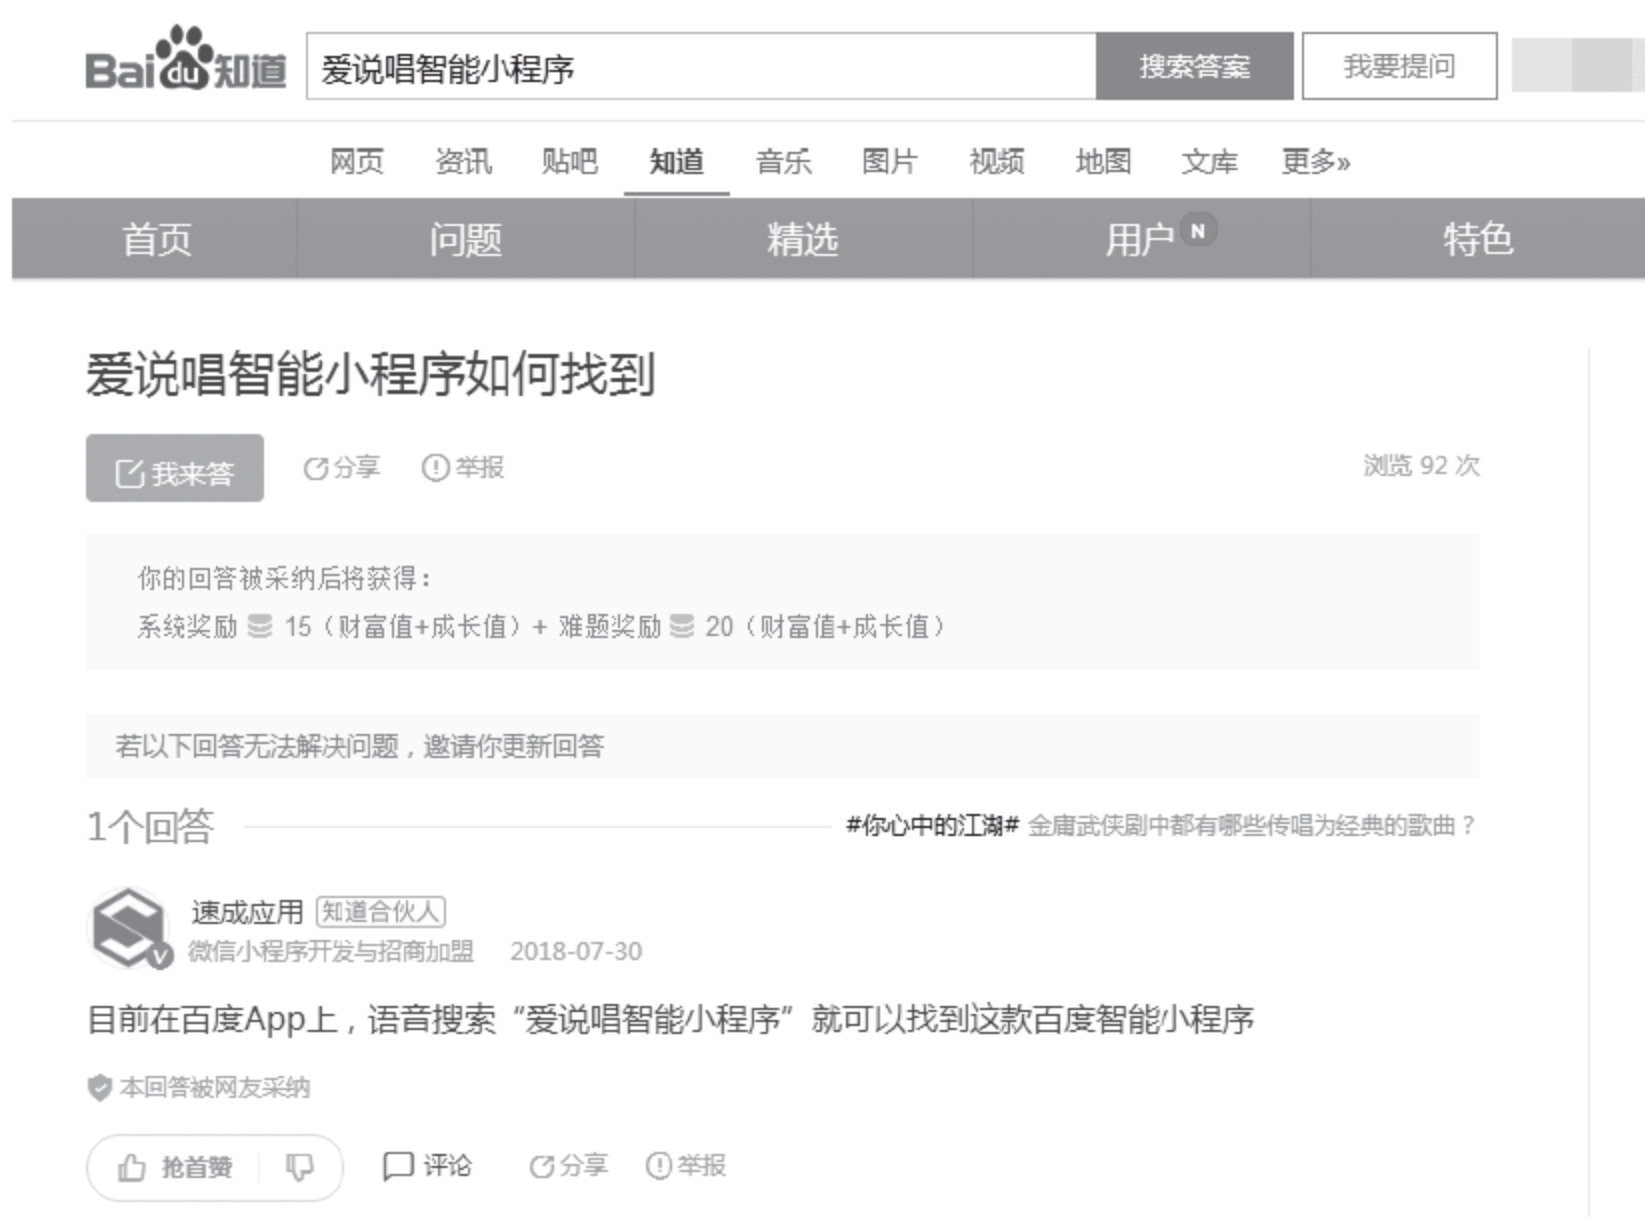 Baidu知道 爱说唱智能小程序 搜索答案 我要提问
网页 资讯 贴吧 知道 音乐 图片 视频 地图 文库 更多»
首页 问题 精选 用户 N 特色
爱说唱智能小程序如何找到
我来答 分享 举报 浏览 92 次
你的回答被采纳后将获得：
系统奖励 15（财富值+成长值）+ 难题奖励 20（财富值+成长值）
若以下回答无法解决问题，邀请你更新回答
1个回答 #你心中的江湖# 金庸武侠剧中都有哪些传唱为经典的歌曲？
速成应用 知道合伙人
V 微信小程序开发与招商加盟 2018-07-30
目前在百度App上，语音搜索“爱说唱智能小程序”就可以找到这款百度智能小程序
本回答被网友采纳
抢首赞 评论 分享 举报